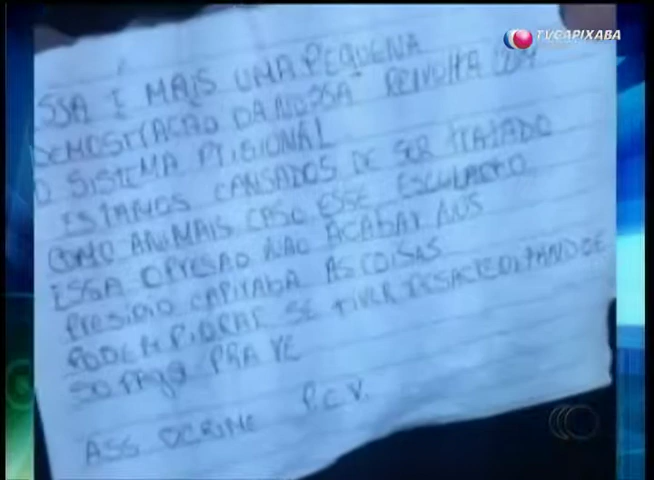 TVCAPIXABA
SSA É MAIS UMA PEQUENA
DEMOSTRAÇÃO DA NOSSA REVOLTA COM
O SISTEMA PRISIONAL
ESTAMOS CANSADOS DE SER TRATADO
COMO ANIMAIS CASO ESSE ESCULACHO
ESSA OPRESÃO NÃO ACABAR NOS
PRESIDIO CAPIXABA AS COISAS
PODEM PIORAR SE TIVER DESACREDITANDO É
SO PAGA PRA VE
ASS OCRIME P.C.V.